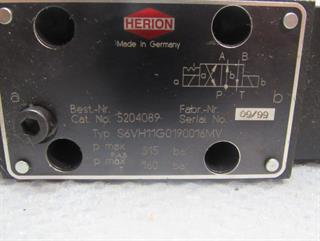 HERION
Made in Germany
A B
a b
P T
a b
Best.-Nr. Fabr.-Nr.
Cat. No. 5204089 Serial No. 09/99
Typ S6VH11G0190016MV
p max P,A,B 315 bar
p max T 160 bar